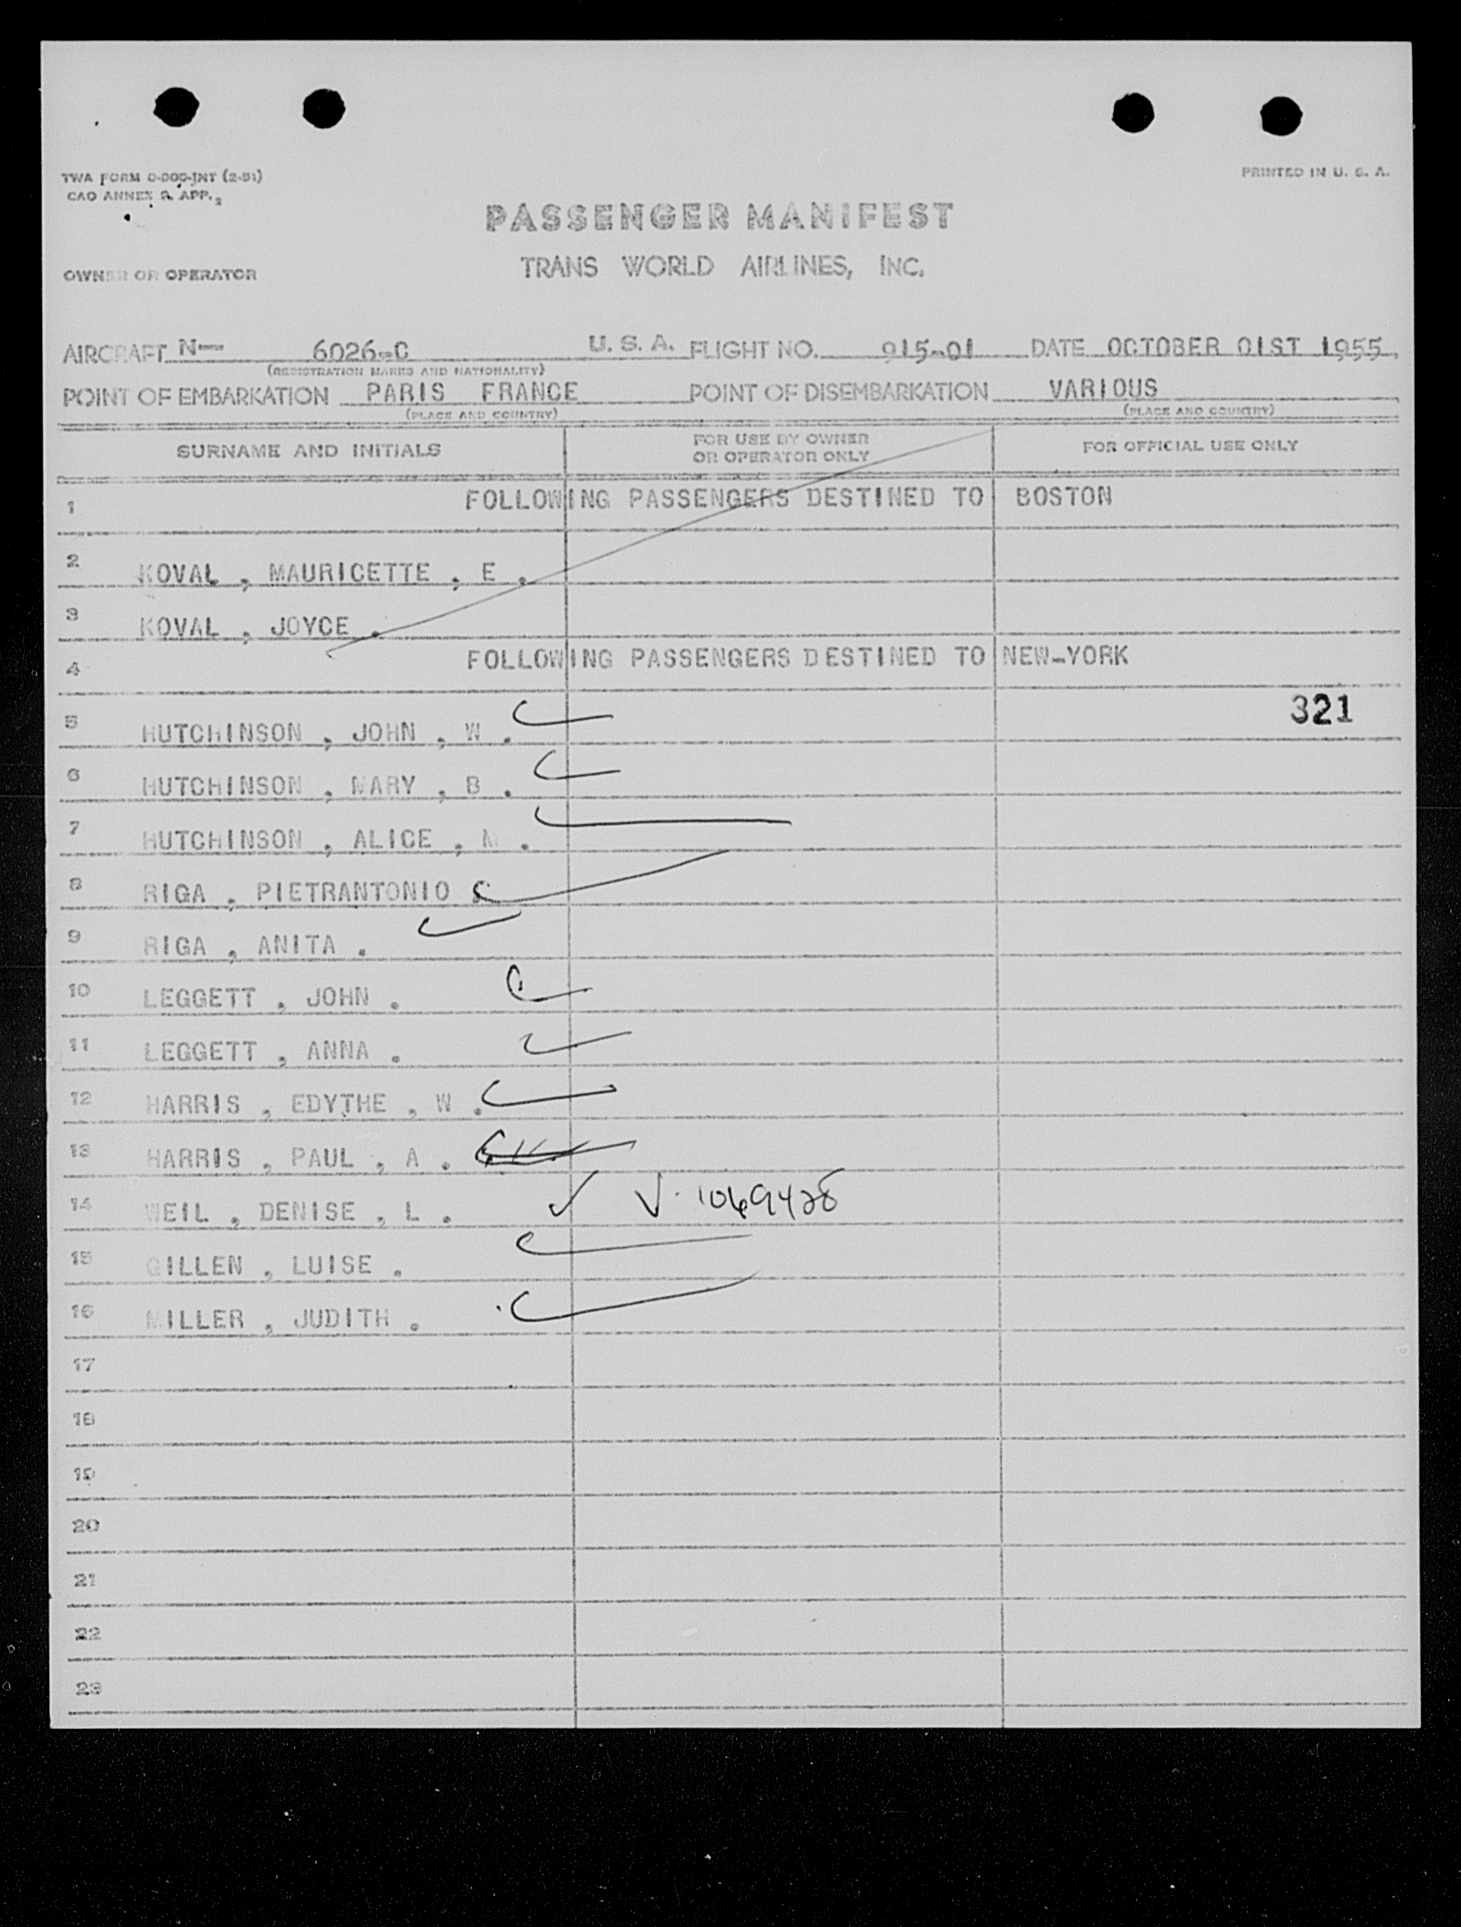 TWA FORM O-
PRINTED IN U. S. A.
CAO ANNEX 9, APP. 2
PASSENGER MANIFEST
OWNER OR OPERATOR
TRANS WORLD AIRLINES, INC.
AIRCRAFT N- 6026-C U. S. A. FLIGHT NO. 915-01 DATE OCTOBER 01ST 1955
(REGISTRATION MARKS AND NATIONALITY)
POINT OF EMBARKATION PARIS FRANCE POINT OF DISEMBARKATION VARIOUS
(PLACE AND COUNTRY) (PLACE AND COUNTRY)
SURNAME AND INITIALS
FOR USE BY OWNER
OR OPERATOR ONLY
FOR OFFICIAL USE ONLY
1 FOLLOWING PASSENGERS DESTINED TO BOSTON
2 KOVAL , MAURICETTE , E .
3 KOVAL , JOYCE .
4 FOLLOWING PASSENGERS DESTINED TO NEW-YORK
321
5 HUTCHINSON , JOHN , W .
6 HUTCHINSON , MARY , B .
7 HUTCHINSON , ALICE , M .
8 RIGA , PIETRANTONIO
9 RIGA , ANITA .
10 LEGGETT , JOHN .
11 LEGGETT , ANNA .
12 HARRIS , EDYTHE , W .
13 HARRIS , PAUL , A .
14 WEIL , DENISE , L . ✓ V. 1069428
15 GILLEN , LUISE .
16 MILLER , JUDITH .
17
18
19
20
21
22
23